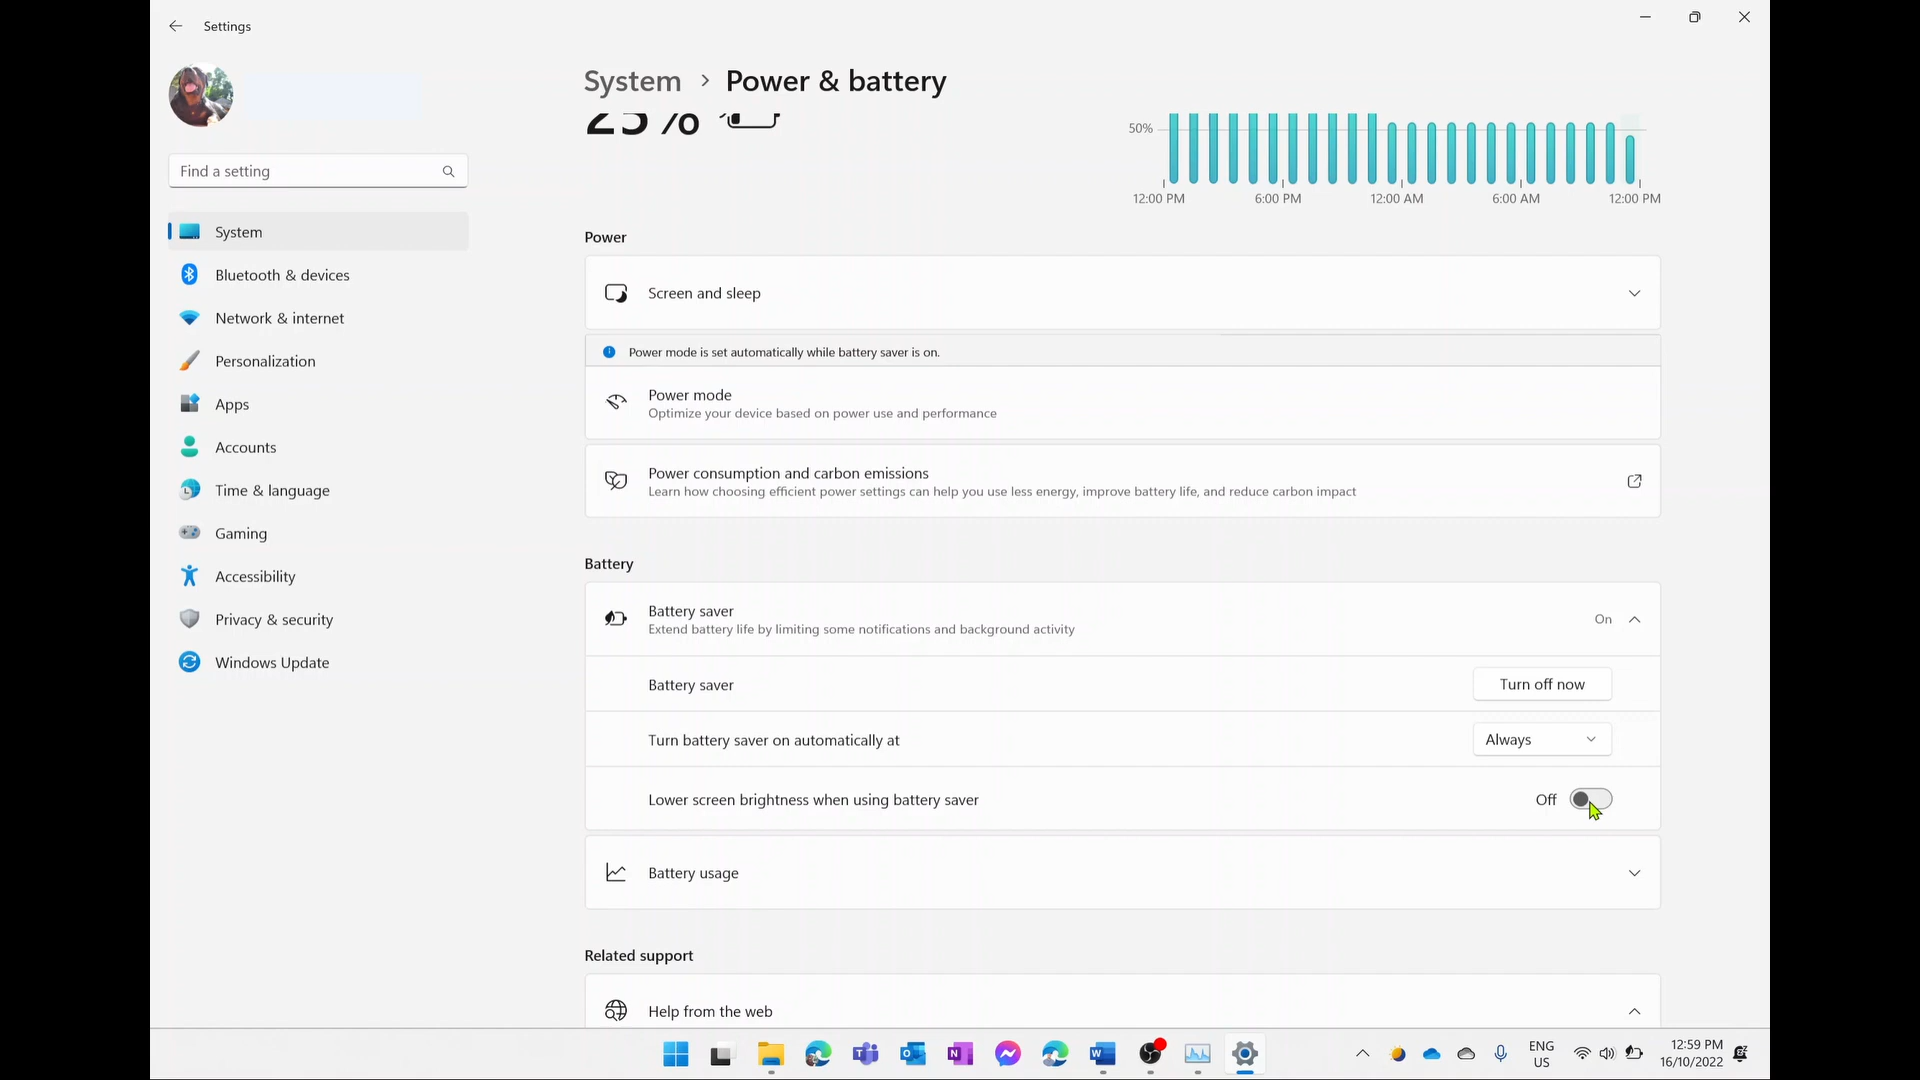 Settings
System > Power & battery
50%
12:00 PM 6:00 PM 12:00 AM 6:00 AM 12:00 PM
Find a setting
System
Bluetooth & devices
Network & internet
Personalization
Apps
Accounts
Time & language
Gaming
Accessibility
Privacy & security
Windows Update
Power
Screen and sleep
Power mode is set automatically while battery saver is on.
Power mode
Optimize your device based on power use and performance
Power consumption and carbon emissions
Learn how choosing efficient power settings can help you use less energy, improve battery life, and reduce carbon impact
Battery
Battery saver
Extend battery life by limiting some notifications and background activity
On
Battery saver
Turn off now
Turn battery saver on automatically at
Always
Lower screen brightness when using battery saver
Off
Battery usage
Related support
Help from the web
ENG
US
12:59 PM
16/10/2022